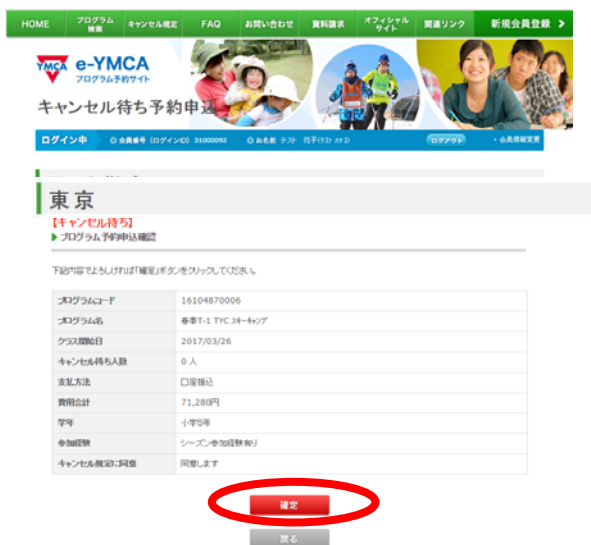 HOME プログラム検索 キャンセル規定 FAQ お問い合わせ 資料請求 オフィシャルサイト 関連リンク 新規会員登録 >
YMCA e-YMCA
プログラム予約サイト
キャンセル待ち予約申込
ログイン中 会員番号（ログインID）31000092 お名前 テスト 花子(テスト ハナコ) ログアウト 会員情報変更
東京
【キャンセル待ち】
プログラム予約申込確認
下記内容でよろしければ「確定」ボタンをクリックしてください。
プログラムコード 16104870006
プログラム名 春季T-1 TYC スキーキャンプ
クラス開始日 2017/03/26
キャンセル待ち人数 0 人
支払方法 口座振込
費用合計 71,280円
学年 小学5年
参加経験 シーズン参加経験有り
キャンセル規定に同意 同意します
確定
戻る